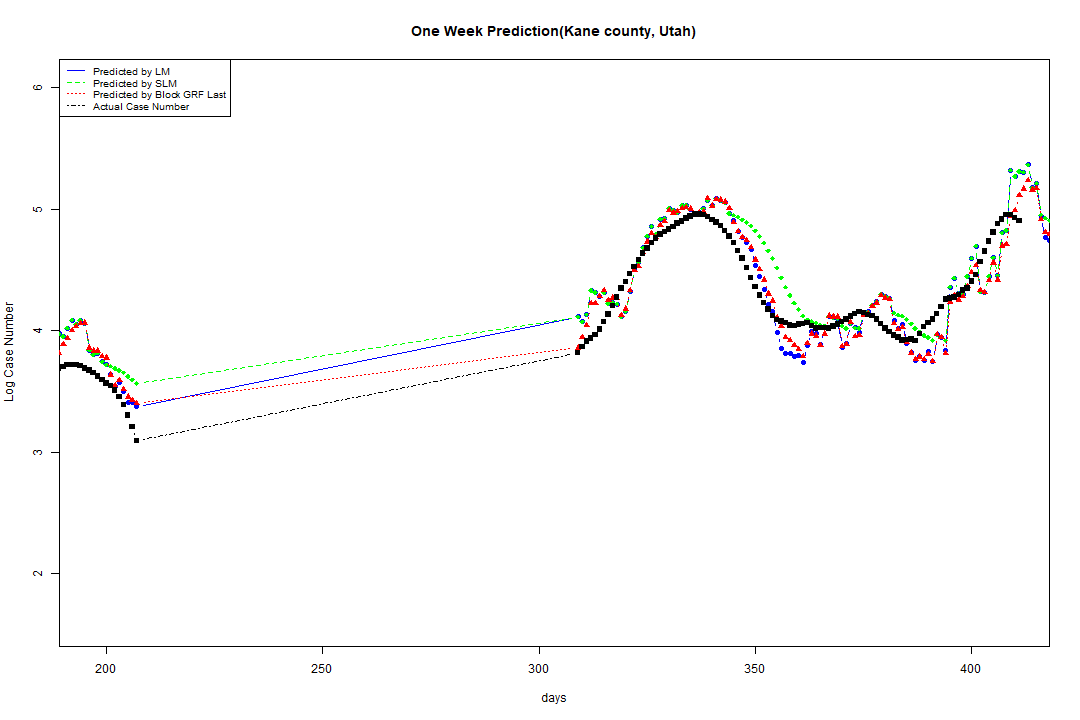 One Week Prediction(Kane county, Utah)
Predicted by LM
Predicted by SLM
Predicted by Block GRF Last
Actual Case Number
6
5
4
3
2
Log Case Number
200 250 300 350 400
days